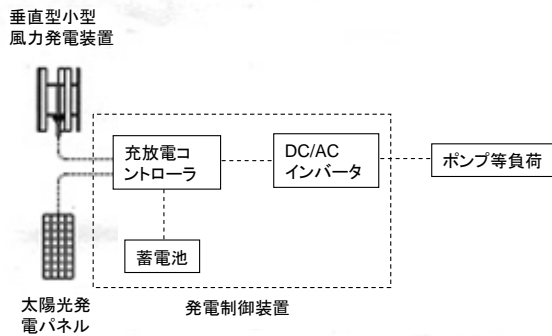 垂直型小型
風力発電装置
充放電コ
ントローラ
DC/AC
インバータ
ポンプ等負荷
蓄電池
太陽光発
電パネル
発電制御装置